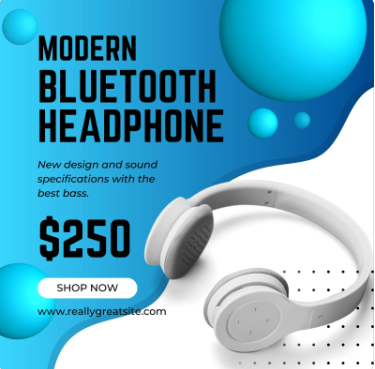 MODERN
BLUETOOTH
HEADPHONE
New design and sound
specifications with the
best bass.
$250
SHOP NOW
www.reallygreatsite.com